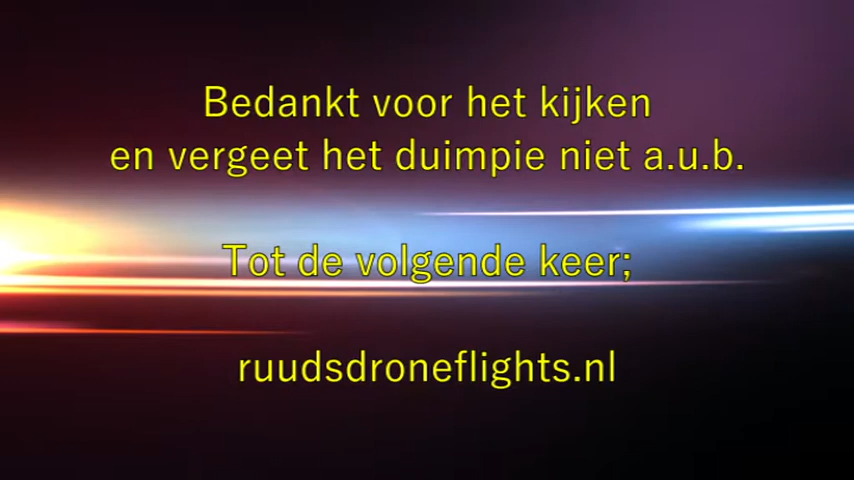 Bedankt voor het kijken
en vergeet het duimpie niet a.u.b.
Tot de volgende keer;
ruudsdroneflights.nl